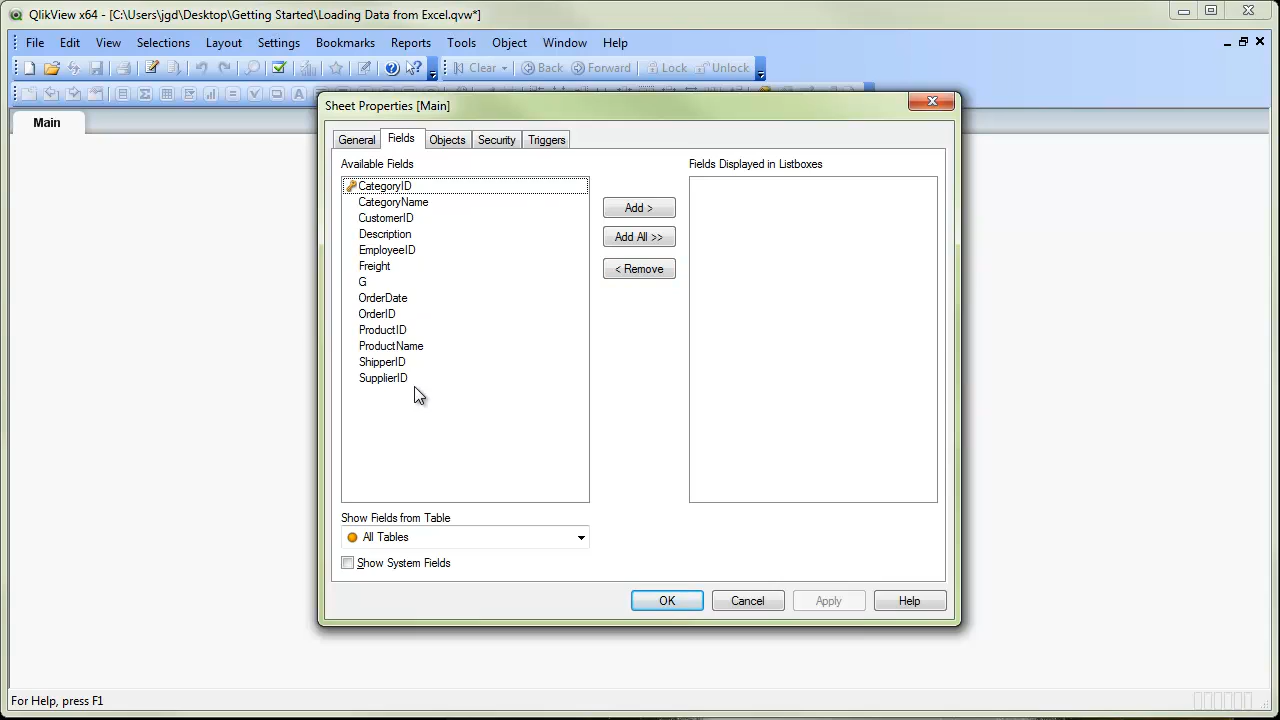 QlikView x64 - [C:\Users\jgd\Desktop\Getting Started\Loading Data from Excel.qvw*]
File Edit View Selections Layout Settings Bookmarks Reports Tools Object Window Help
Clear Back Forward Lock Unlock
Main
Sheet Properties [Main]
General Fields Objects Security Triggers
Available Fields
Fields Displayed in Listboxes
CategoryID
CategoryName
CustomerID
Description
EmployeeID
Freight
G
OrderDate
OrderID
ProductID
ProductName
ShipperID
SupplierID
Add >
Add All >>
< Remove
Show Fields from Table
All Tables
Show System Fields
OK Cancel Apply Help
For Help, press F1